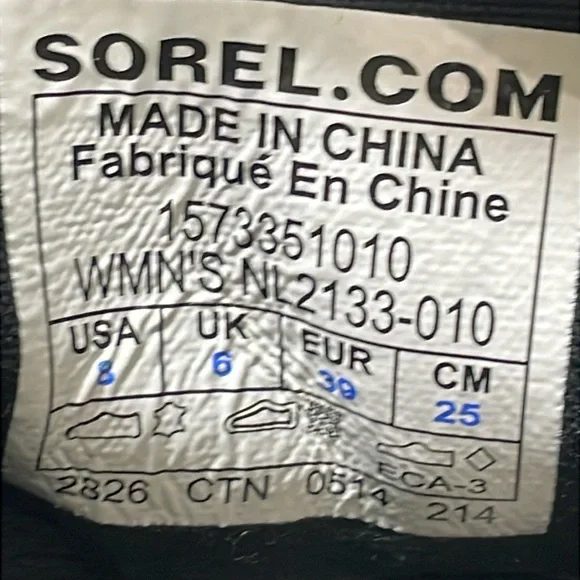 SOREL.COM
MADE IN CHINA
Fabriqué En Chine
1573351010
WMN'S NL2133-010
USA UK EUR CM
8 6 39 25
ECA-3
2826 CTN 0514 214